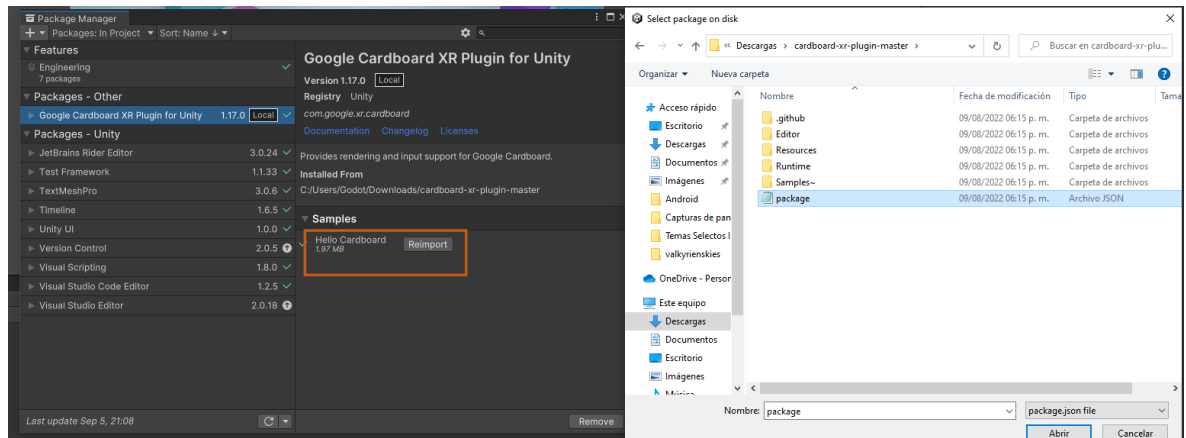 Package Manager
Packages: In Project Sort: Name
Features
Engineering
7 packages
Packages - Other
Google Cardboard XR Plugin for Unity 1.17.0 Local
Packages - Unity
JetBrains Rider Editor 3.0.24
Test Framework 1.1.33
TextMeshPro 3.0.6
Timeline 1.6.5
Unity UI 1.0.0
Version Control 2.0.5
Visual Scripting 1.8.0
Visual Studio Code Editor 1.2.5
Visual Studio Editor 2.0.18
Last update Sep 5, 21:08
Google Cardboard XR Plugin for Unity
Version 1.17.0 Local
Registry Unity
com.google.xr.cardboard
Documentation Changelog Licenses
Provides rendering and input support for Google Cardboard.
Installed From
C:/Users/Godot/Downloads/cardboard-xr-plugin-master
Samples
Hello Cardboard Reimport
1.97 MB
Remove
Select package on disk
« Descargas > cardboard-xr-plugin-master >
Buscar en cardboard-xr-plu...
Organizar Nueva carpeta
Acceso rápido
Escritorio
Descargas
Documentos
Imágenes
Android
Capturas de pan
Temas Selectos I
valkyrienskies
OneDrive - Person
Este equipo
Descargas
Documentos
Escritorio
Imágenes
Música
Nombre Fecha de modificación Tipo Tama
.github 09/08/2022 06:15 p. m. Carpeta de archivos
Editor 09/08/2022 06:15 p. m. Carpeta de archivos
Resources 09/08/2022 06:15 p. m. Carpeta de archivos
Runtime 09/08/2022 06:15 p. m. Carpeta de archivos
Samples~ 09/08/2022 06:15 p. m. Carpeta de archivos
package 09/08/2022 06:15 p. m. Archivo JSON
Nombre: package package.json file
Abrir Cancelar